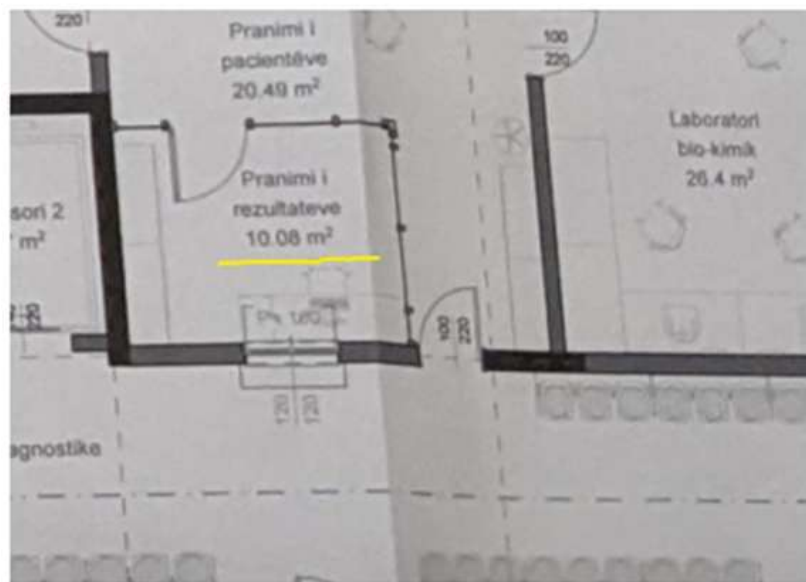 220
Pranimi i
pacientëve
20.49 m²
100
220
Laboratori
bio-kimik
26.4 m²
Pranimi i
rezultateve
10.08 m²
sori 2
m²
220
100
220
120
120
agnostike